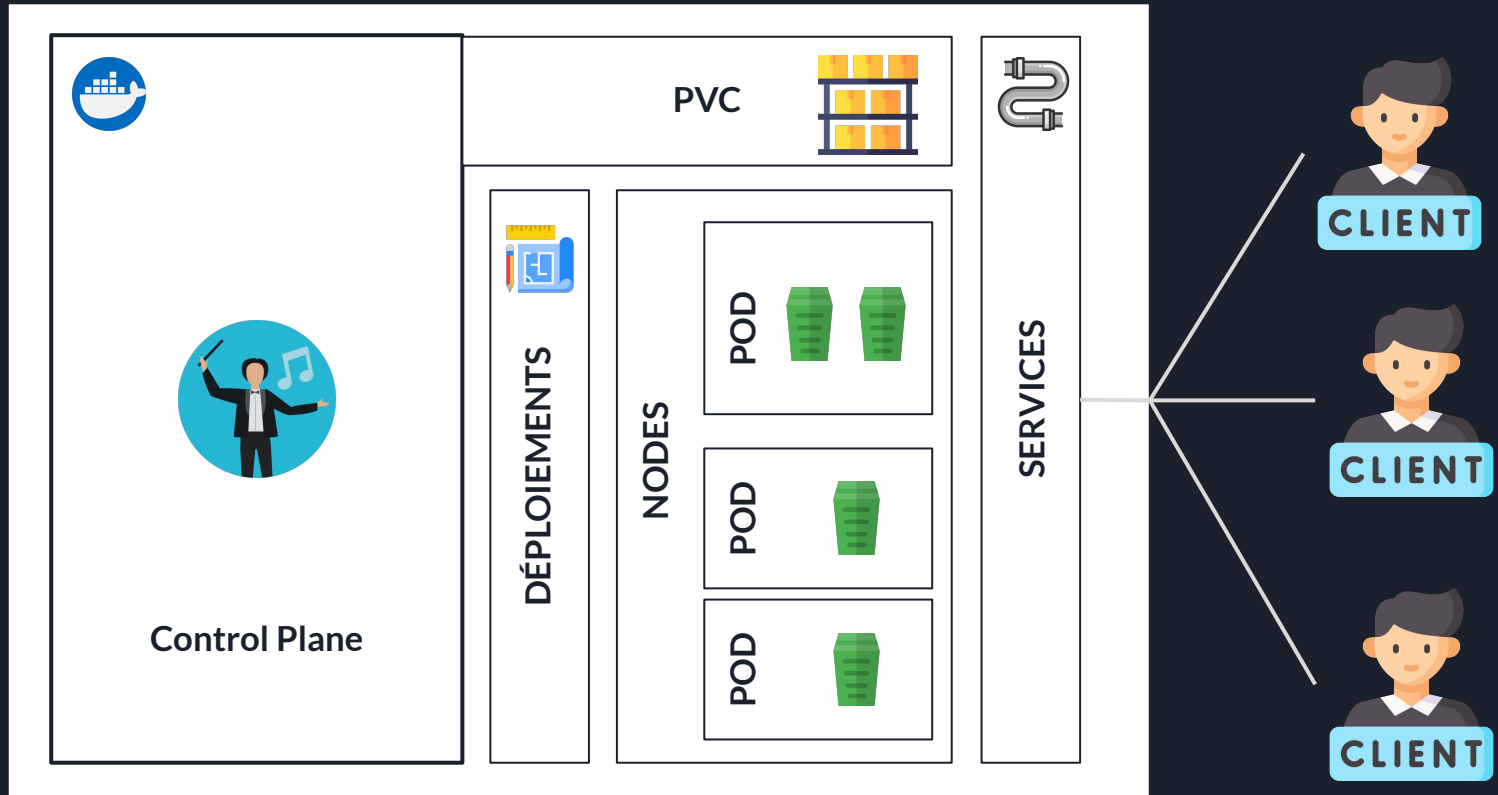 PVC
Control Plane
DÉPLOIEMENTS
NODES
POD
POD
POD
SERVICES
CLIENT
CLIENT
CLIENT